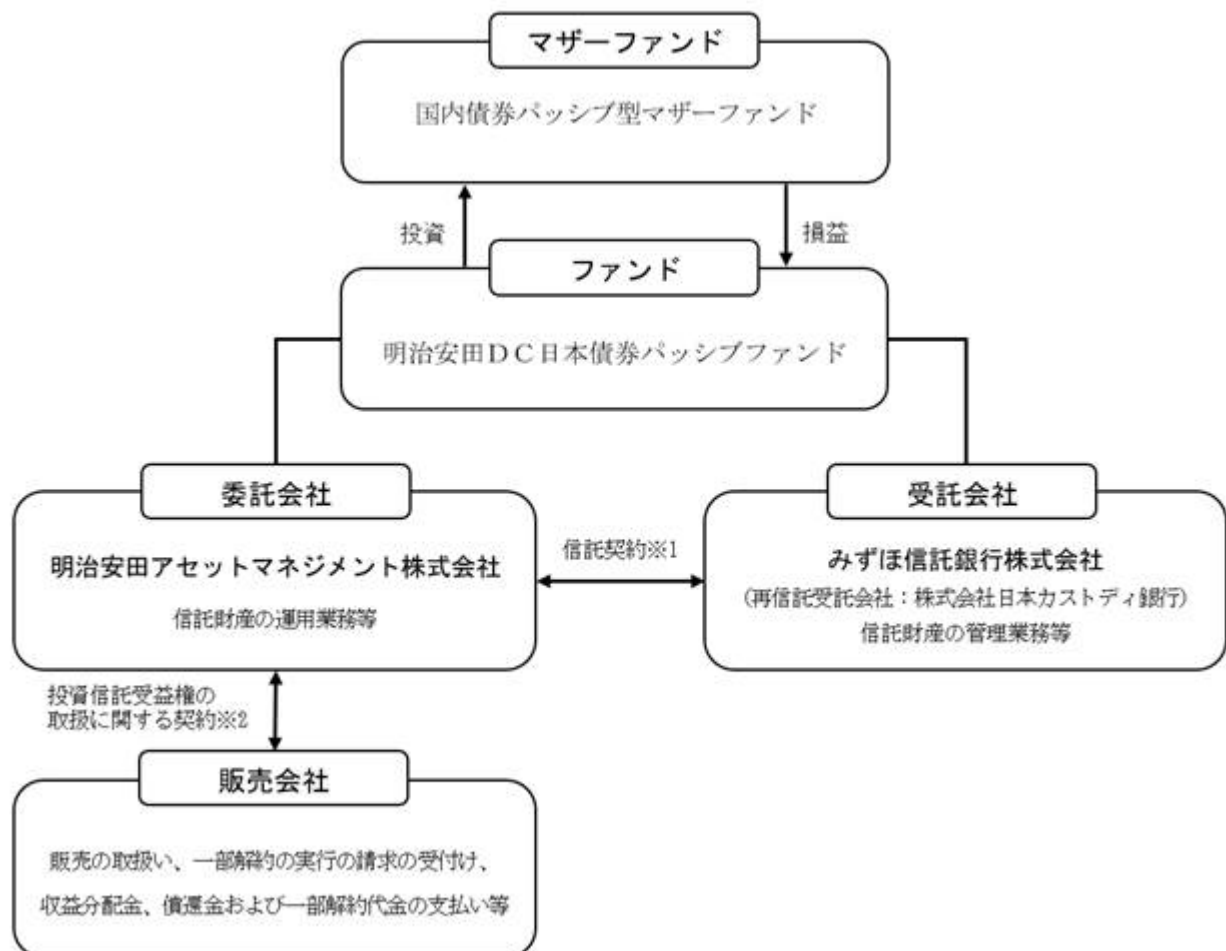 マザーファンド
国内債券パッシブ型マザーファンド
投資
損益
ファンド
明治安田ＤＣ日本債券パッシブファンド
委託会社
明治安田アセットマネジメント株式会社
信託財産の運用業務等
信託契約※1
受託会社
みずほ信託銀行株式会社
(再信託受託会社：株式会社日本カストディ銀行)
信託財産の管理業務等
投資信託受益権の
取扱に関する契約※2
販売会社
販売の取扱い、一部解約の実行の請求の受付け、
収益分配金、償還金および一部解約代金の支払い等